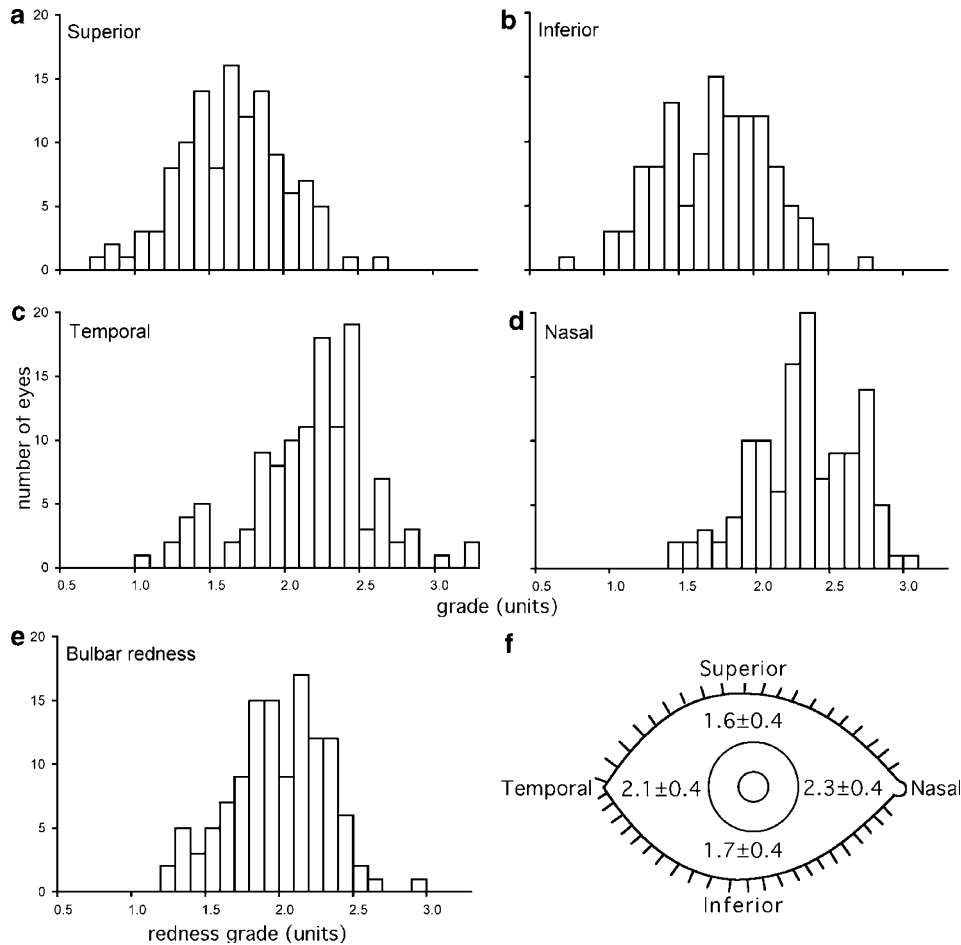 a
Superior
20
15
10
5
0
b
Inferior
c
Temporal
20
15
10
5
0
number of eyes
0.5 1.0 1.5 2.0 2.5 3.0
d
Nasal
0.5 1.0 1.5 2.0 2.5 3.0
grade (units)
e
Bulbar redness
20
15
10
5
0
0.5 1.0 1.5 2.0 2.5 3.0
redness grade (units)
f
Superior
1.6±0.4
Temporal 2.1±0.4 2.3±0.4 Nasal
1.7±0.4
Inferior